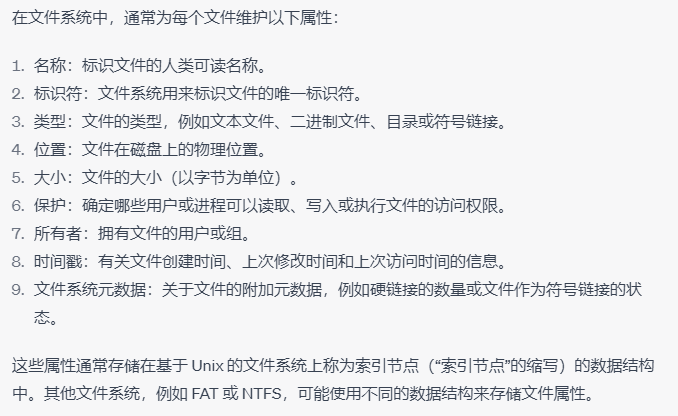 在文件系统中，通常为每个文件维护以下属性：
1. 名称：标识文件的人类可读名称。
2. 标识符：文件系统用来标识文件的唯一标识符。
3. 类型：文件的类型，例如文本文件、二进制文件、目录或符号链接。
4. 位置：文件在磁盘上的物理位置。
5. 大小：文件的大小（以字节为单位）。
6. 保护：确定哪些用户或进程可以读取、写入或执行文件的访问权限。
7. 所有者：拥有文件的用户或组。
8. 时间戳：有关文件创建时间、上次修改时间和上次访问时间的信息。
9. 文件系统元数据：关于文件的附加元数据，例如硬链接的数量或文件作为符号链接的状
态。
这些属性通常存储在基于 Unix 的文件系统上称为索引节点（“索引节点”的缩写）的数据结构
中。其他文件系统，例如 FAT 或 NTFS，可能使用不同的数据结构来存储文件属性。